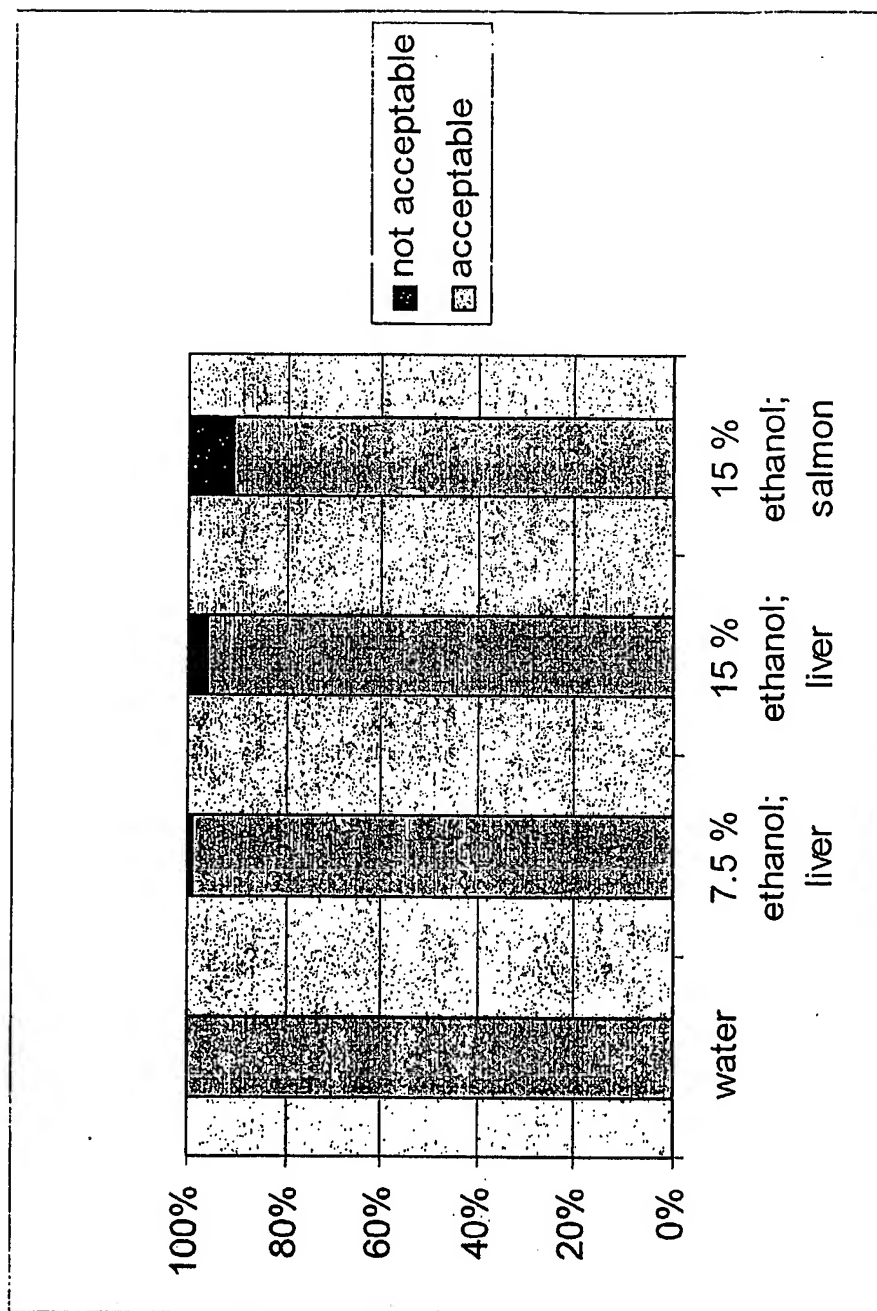 not acceptable
acceptable
100%
80%
60%
40%
20%
0%
water
7.5 %
ethanol;
liver
15 %
ethanol;
liver
15 %
ethanol;
salmon